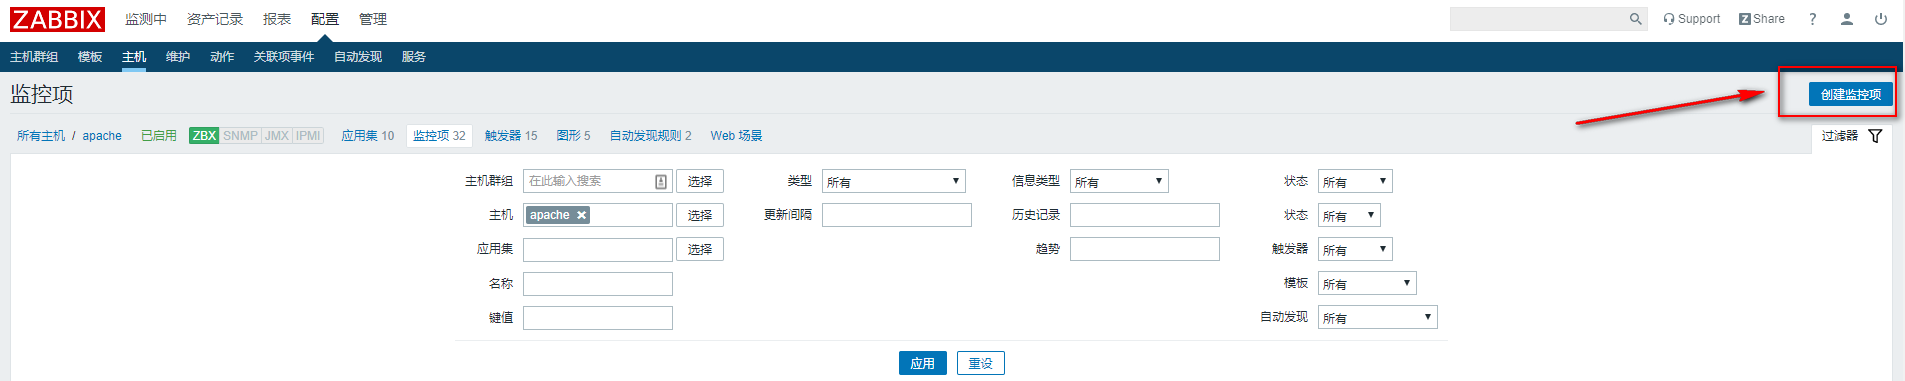 ZABBIX 监测中 资产记录 报表 配置 管理 Support Z Share ?
主机群组 模板 主机 维护 动作 关联项事件 自动发现 服务
监控项 创建监控项
所有主机 / apache 已启用 ZBX SNMP JMX IPMI 应用集 10 监控项 32 触发器 15 图形 5 自动发现规则 2 Web 场景 过滤器
主机群组 在此输入搜索 选择 类型 所有 信息类型 所有 状态 所有
主机 apache 选择 更新间隔 历史记录 状态 所有
应用集 选择 趋势 触发器 所有
名称 模板 所有
键值 自动发现 所有
应用 重设